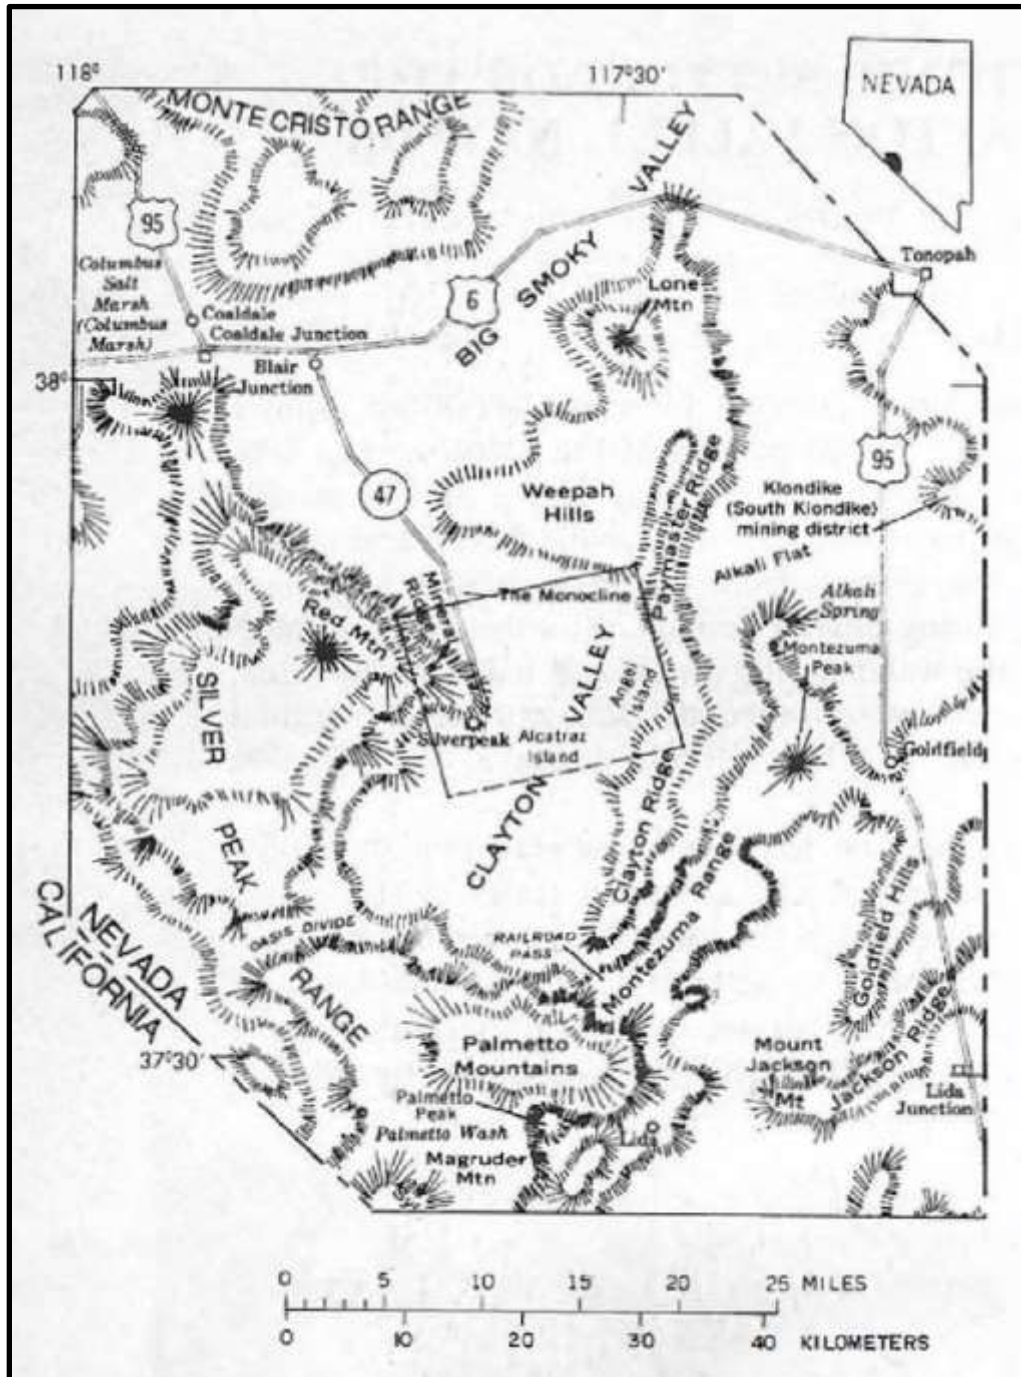 118°
117°30'
NEVADA
MONTE CRISTO RANGE
95
BIG SMOKY VALLEY
6
Tonopah
Columbus
Salt
Marsh
(Columbus
Marsh)
Coaldale
Coaldale Junction
Lone
Mtn
Blair
Junction
38°
47
Weepah
Hills
Paymaster Ridge
95
Klondike
(South Klondike)
mining district
Alkali Flat
Alkali
Spring
Mineral
Ridge
The Monocline
Red Mtn
Montezuma
Peak
SILVER
PEAK
RANGE
Angel
Island
Silverpeak
Alcatraz
Island
CLAYTON VALLEY
Goldfield
Clayton Ridge
Montezuma Range
Goldfield Hills
OASIS DIVIDE
RAILROAD
PASS
NEVADA
CALIFORNIA
37°30'
Palmetto
Mountains
Mount
Jackson
Mt
Jackson Ridge
Palmetto
Peak
Palmetto Wash
Lida
Lida
Junction
Magruder
Mtn
0 5 10 15 20 25 MILES
0 10 20 30 40 KILOMETERS